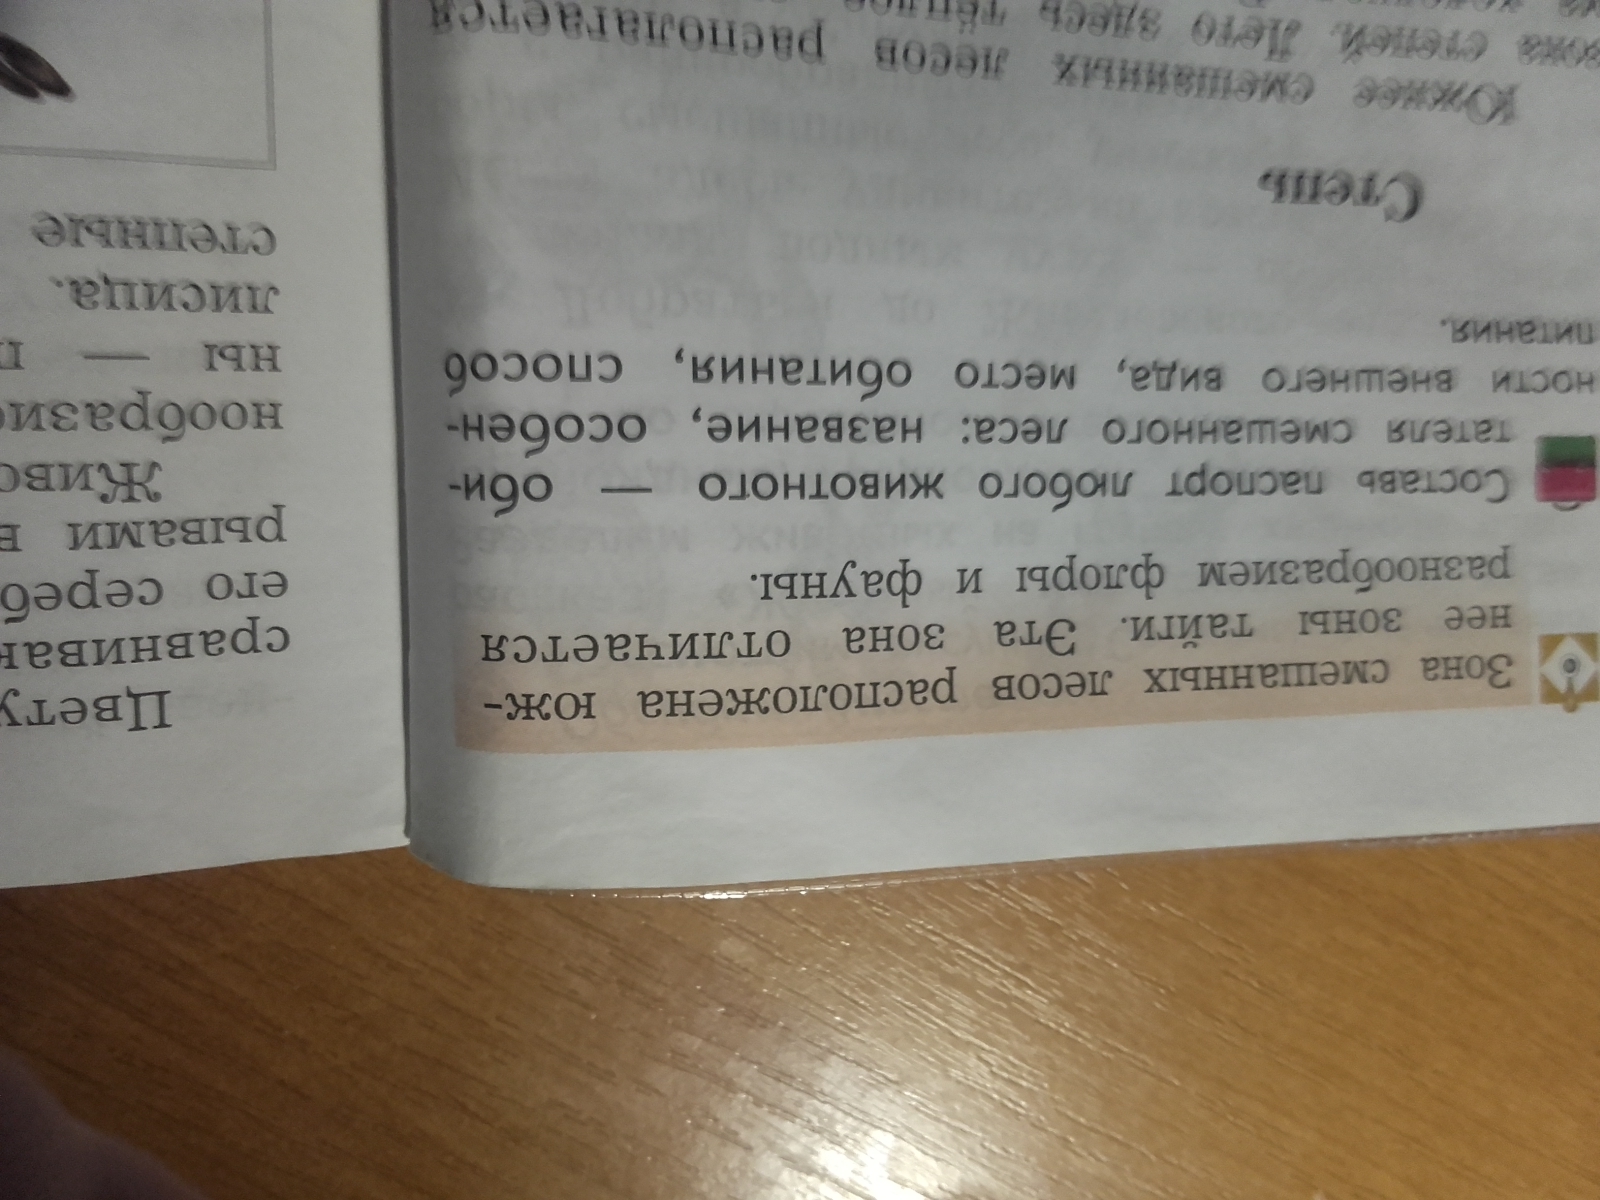 Зона смешанных лесов расположена юж-
нее зоны тайги. Эта зона отличается
разнообразием флоры и фауны.
Составь паспорт любого животного — оби-
тателя смешанного леса: название, особен-
ности внешнего вида, место обитания, способ
питания.
Степь
Южнее смешанных лесов располагается
зона степей. Лето здесь тёплое
Цвету
сравниван
его сереб
рывами в
Живо
нообрази
ны — п
лисица.
степные